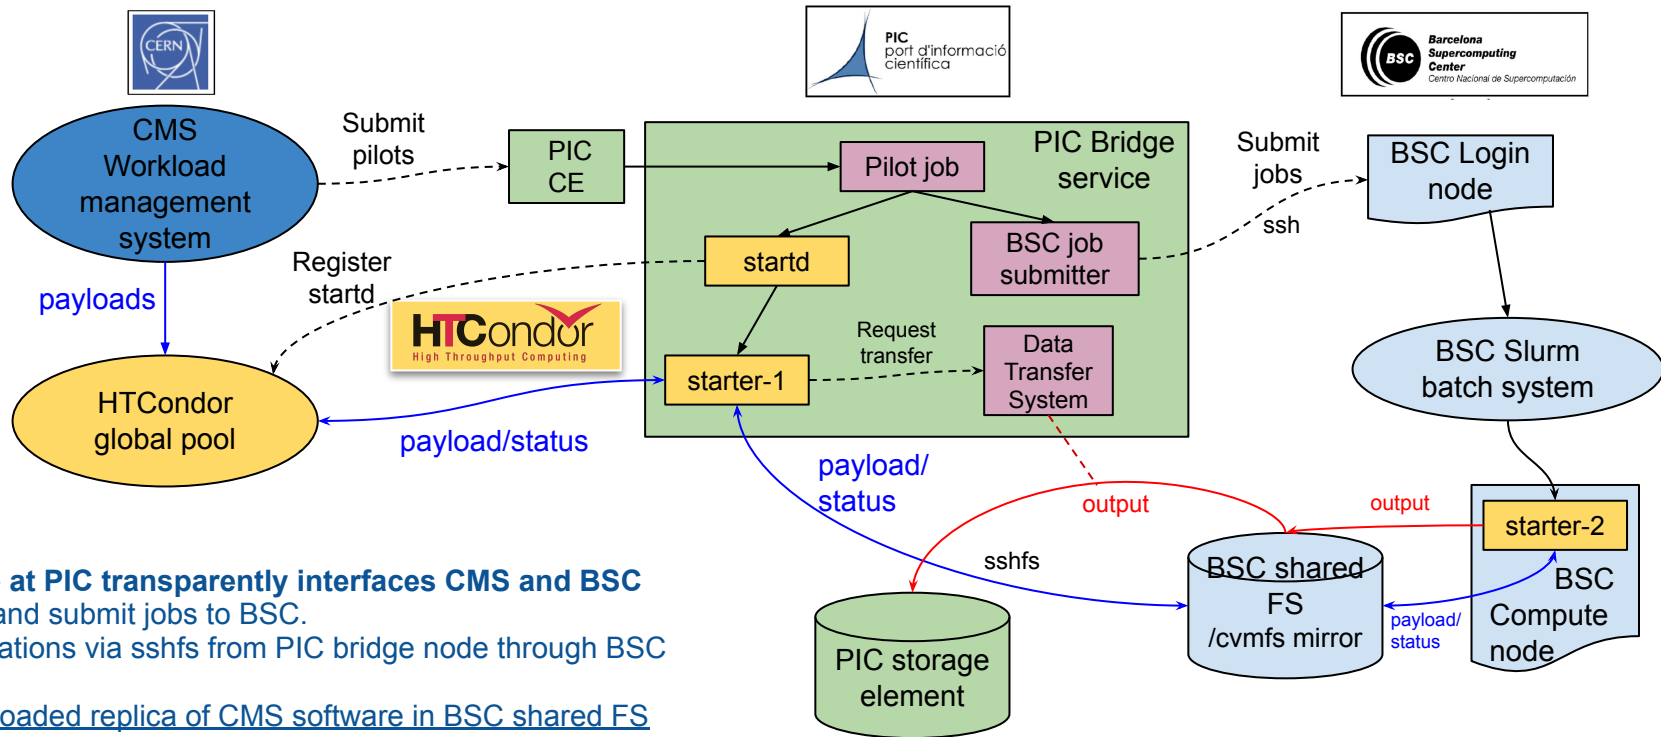 CERN
PIC
port d'informació
científica
BSC
Barcelona
Supercomputing
Center
Centro Nacional de Supercomputación
CMS
Workload
management
system
Submit
pilots
PIC
CE
PIC Bridge
service
Pilot job
startd
BSC job
submitter
Submit
jobs
ssh
BSC Login
node
Register
startd
payloads
HTCondor
High Throughput Computing
starter-1
Request
transfer
Data
Transfer
System
BSC Slurm
batch system
HTCondor
global pool
payload/status
payload/
status
output
output
starter-2
sshfs
BSC shared
FS
/cvmfs mirror
payload/
status
BSC
Compute
node
PIC storage
element
at PIC transparently interfaces CMS and BSC
and submit jobs to BSC.
ations via sshfs from PIC bridge node through BSC
oaded replica of CMS software in BSC shared FS